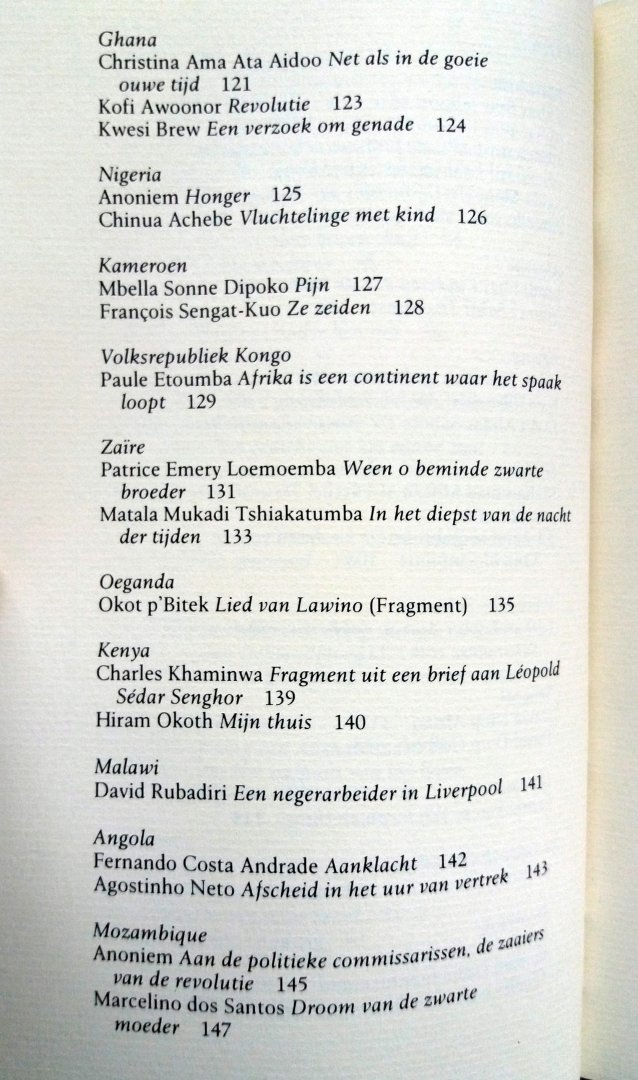 Ghana
Christina Ama Ata Aidoo Net als in de goeie
ouwe tijd 121
Kofi Awoonor Revolutie 123
Kwesi Brew Een verzoek om genade 124
Nigeria
Anoniem Honger 125
Chinua Achebe Vluchtelinge met kind 126
Kameroen
Mbella Sonne Dipoko Pijn 127
François Sengat-Kuo Ze zeiden 128
Volksrepubliek Kongo
Paule Etoumba Afrika is een continent waar het spaak
loopt 129
Zaïre
Patrice Emery Loemoemba Ween o beminde zwarte
broeder 131
Matala Mukadi Tshiakatumba In het diepst van de nacht
der tijden 133
Oeganda
Okot p'Bitek Lied van Lawino (Fragment) 135
Kenya
Charles Khaminwa Fragment uit een brief aan Léopold
Sédar Senghor 139
Hiram Okoth Mijn thuis 140
Malawi
David Rubadiri Een negerarbeider in Liverpool 141
Angola
Fernando Costa Andrade Aanklacht 142
Agostinho Neto Afscheid in het uur van vertrek 143
Mozambique
Anoniem Aan de politieke commissarissen, de zaaiers
van de revolutie 145
Marcelino dos Santos Droom van de zwarte
moeder 147